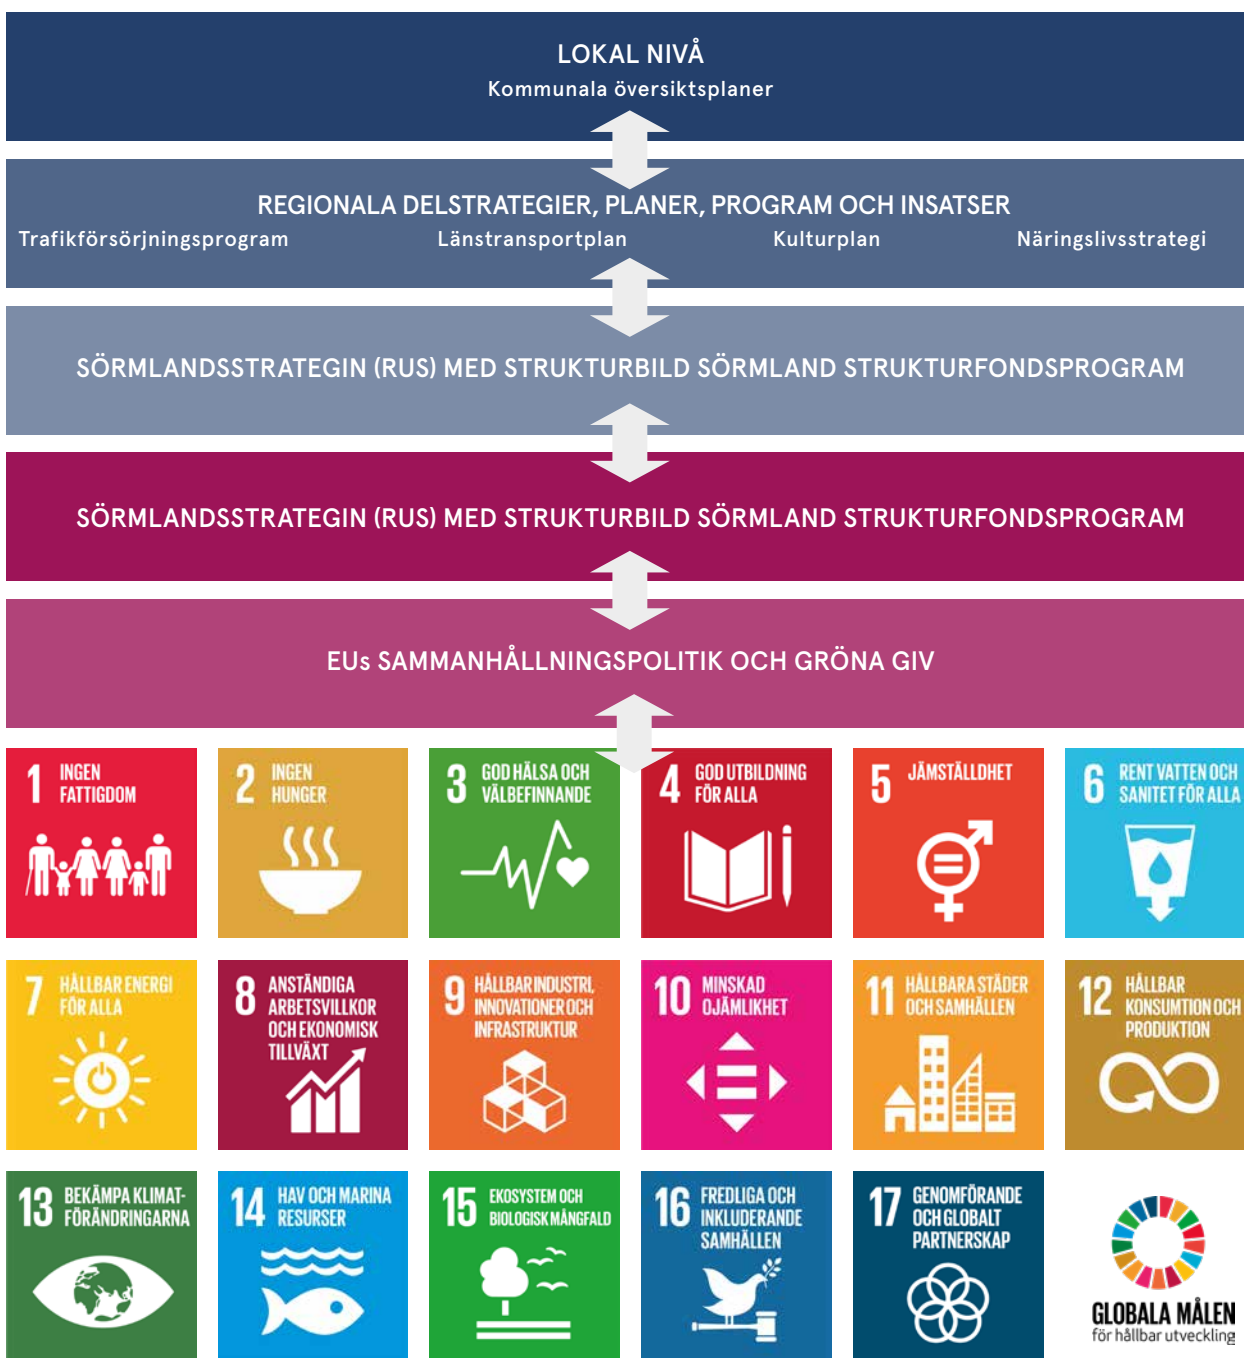 LOKAL NIVÅ
Kommunala översiktsplaner
REGIONALA DELSTRATEGIER, PLANER, PROGRAM OCH INSATSER
Trafikförsörjningsprogram Länstransportplan Kulturplan Näringslivsstrategi
SÖRMLANDSSTRATEGIN (RUS) MED STRUKTURBILD SÖRMLAND STRUKTURFONDSPROGRAM
SÖRMLANDSSTRATEGIN (RUS) MED STRUKTURBILD SÖRMLAND STRUKTURFONDSPROGRAM
EUs SAMMANHÅLLNINGSPOLITIK OCH GRÖNA GIV
1 INGEN
FATTIGDOM
2 INGEN
HUNGER
3 GOD HÄLSA OCH
VÄLBEFINNANDE
4 GOD UTBILDNING
FÖR ALLA
5 JÄMSTÄLLDHET
6 RENT VATTEN OCH
SANITET FÖR ALLA
7 HÅLLBAR ENERGI
FÖR ALLA
8 ANSTÄNDIGA
ARBETSVILLKOR
OCH EKONOMISK
TILLVÄXT
9 HÅLLBAR INDUSTRI,
INNOVATIONER OCH
INFRASTRUKTUR
10 MINSKAD
OJÄMLIKHET
11 HÅLLBARA STÄDER
OCH SAMHÄLLEN
12 HÅLLBAR
KONSUMTION OCH
PRODUKTION
13 BEKÄMPA KLIMAT-
FÖRÄNDRINGARNA
14 HAV OCH MARINA
RESURSER
15 EKOSYSTEM OCH
BIOLOGISK MÅNGFALD
16 FREDLIGA OCH
INKLUDERANDE
SAMHÄLLEN
17 GENOMFÖRANDE
OCH GLOBALT
PARTNERSKAP
GLOBALA MÅLEN
för hållbar utveckling